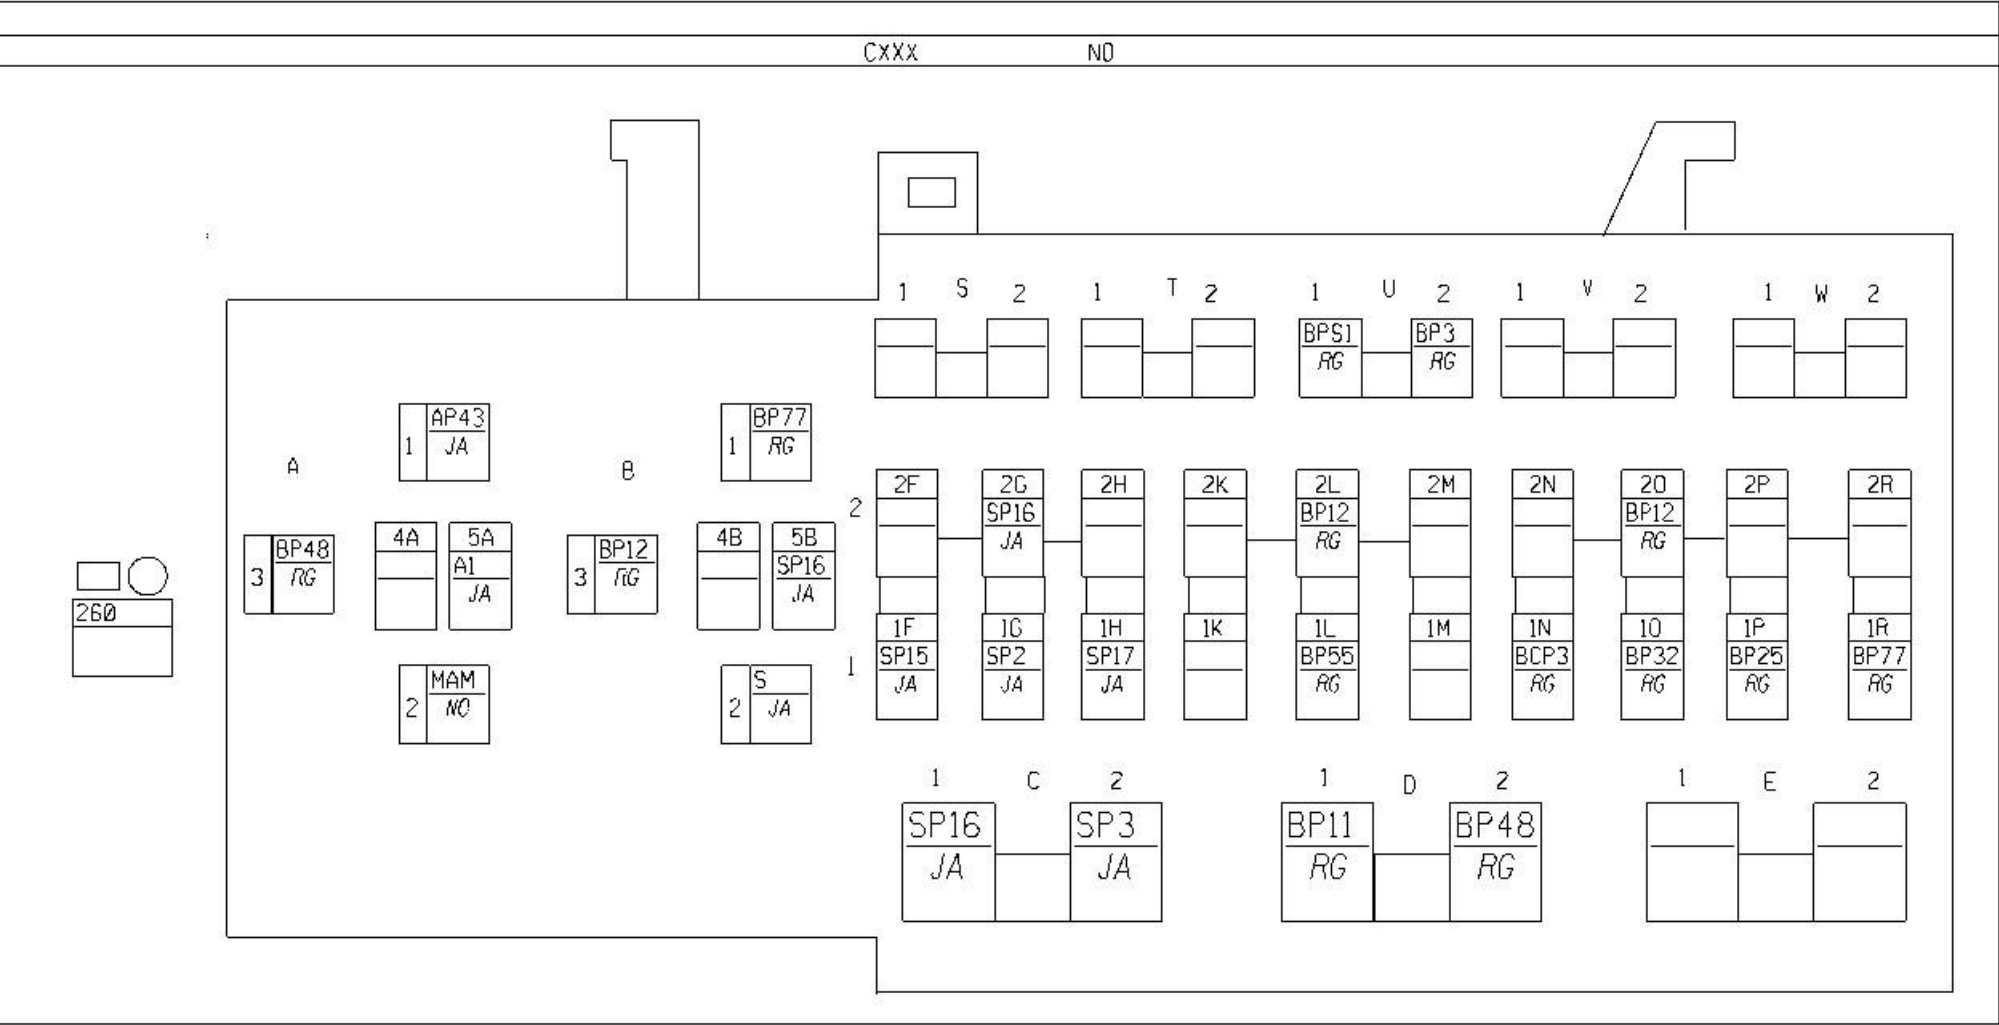 CXXX NO
1 S 2 1 T 2 1 U 2 1 V 2 1 W 2
BPS1 BP3
RG RG
AP43 BP77
1 JA 1 RG
A B
2F 2G 2H 2K 2L 2M 2N 2O 2P 2R
2 SP16 BP12 BP12
JA RG RG
4A 5A 4B 5B
BP48 A1 BP12 SP16
3 RG JA 3 RG JA
260
1F 1G 1H 1K 1L 1M 1N 1O 1P 1R
1 SP15 SP2 SP17 BP55 BCP3 BP32 BP25 BP77
JA JA JA RG RG RG RG RG
MAM S
2 NO 2 JA
1 C 2 1 D 2 1 E 2
SP16 SP3 BP11 BP48
JA JA RG RG